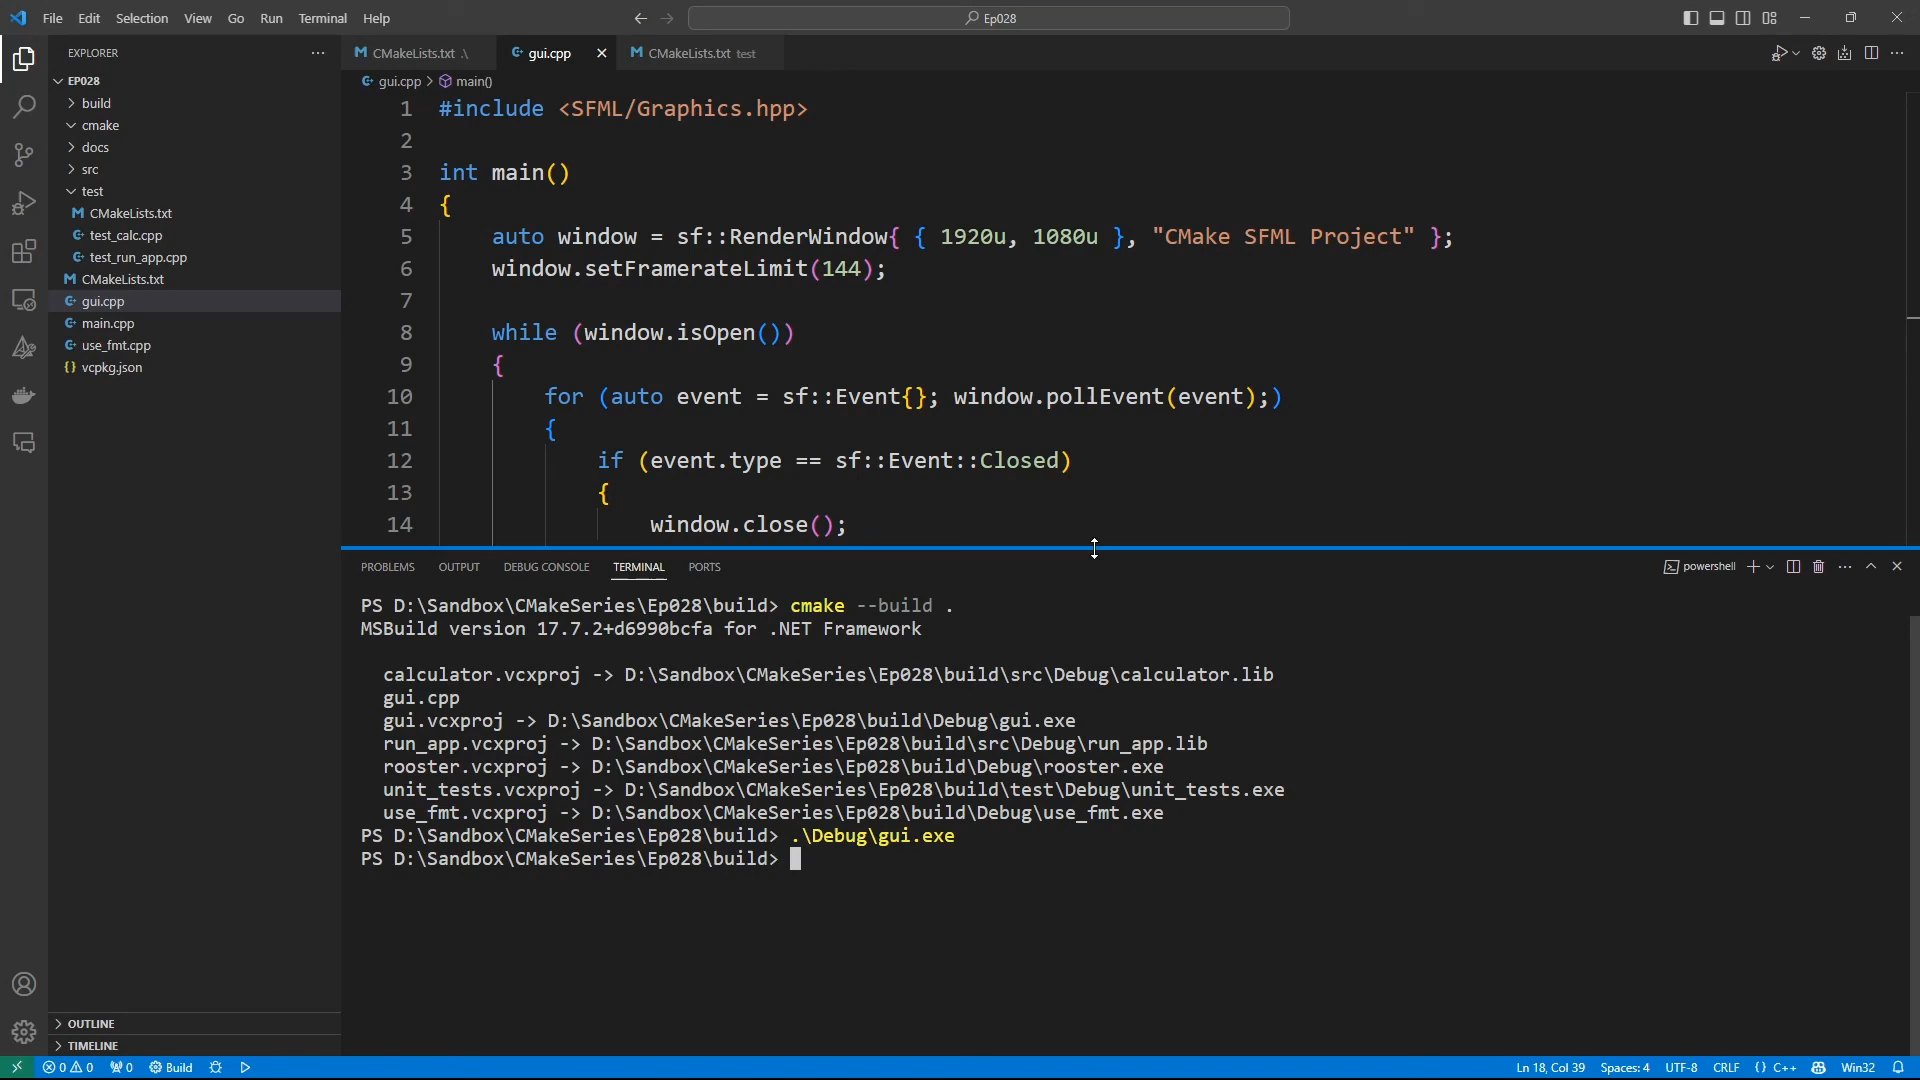 File Edit Selection View Go Run Terminal Help
Ep028
EXPLORER
CMakeLists.txt .\
gui.cpp
CMakeLists.txt test
gui.cpp > main()
EP028
build
cmake
docs
src
test
CMakeLists.txt
test_calc.cpp
test_run_app.cpp
CMakeLists.txt
gui.cpp
main.cpp
use_fmt.cpp
vcpkg.json
OUTLINE
TIMELINE
1 #include <SFML/Graphics.hpp>
2
3 int main()
4 {
5 auto window = sf::RenderWindow{ { 1920u, 1080u }, "CMake SFML Project" };
6 window.setFramerateLimit(144);
7
8 while (window.isOpen())
9 {
10 for (auto event = sf::Event{}; window.pollEvent(event);)
11 {
12 if (event.type == sf::Event::Closed)
13 {
14 window.close();
PROBLEMS OUTPUT DEBUG CONSOLE TERMINAL PORTS
powershell
PS D:\Sandbox\CMakeSeries\Ep028\build> cmake --build .
MSBuild version 17.7.2+d6990bcfa for .NET Framework
calculator.vcxproj -> D:\Sandbox\CMakeSeries\Ep028\build\src\Debug\calculator.lib
gui.cpp
gui.vcxproj -> D:\Sandbox\CMakeSeries\Ep028\build\Debug\gui.exe
run_app.vcxproj -> D:\Sandbox\CMakeSeries\Ep028\build\src\Debug\run_app.lib
rooster.vcxproj -> D:\Sandbox\CMakeSeries\Ep028\build\Debug\rooster.exe
unit_tests.vcxproj -> D:\Sandbox\CMakeSeries\Ep028\build\test\Debug\unit_tests.exe
use_fmt.vcxproj -> D:\Sandbox\CMakeSeries\Ep028\build\Debug\use_fmt.exe
PS D:\Sandbox\CMakeSeries\Ep028\build> .\Debug\gui.exe
PS D:\Sandbox\CMakeSeries\Ep028\build>
0 0 0 Build
Ln 18, Col 39 Spaces: 4 UTF-8 CRLF {} C++ Win32